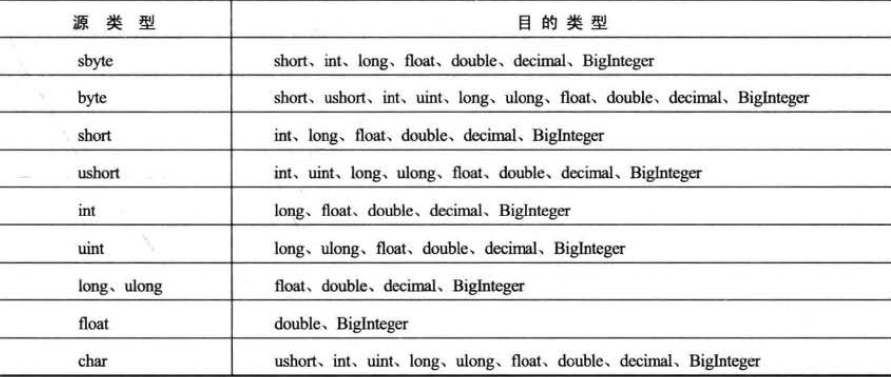 源 类 型 目 的 类 型
sbyte short、int、long、float、double、decimal、BigInteger
byte short、ushort、int、uint、long、ulong、float、double、decimal、BigInteger
short int、long、float、double、decimal、BigInteger
ushort int、uint、long、ulong、float、double、decimal、BigInteger
int long、float、double、decimal、BigInteger
uint long、ulong、float、double、decimal、BigInteger
long、ulong float、double、decimal、BigInteger
float double、BigInteger
char ushort、int、uint、long、ulong、float、double、decimal、BigInteger